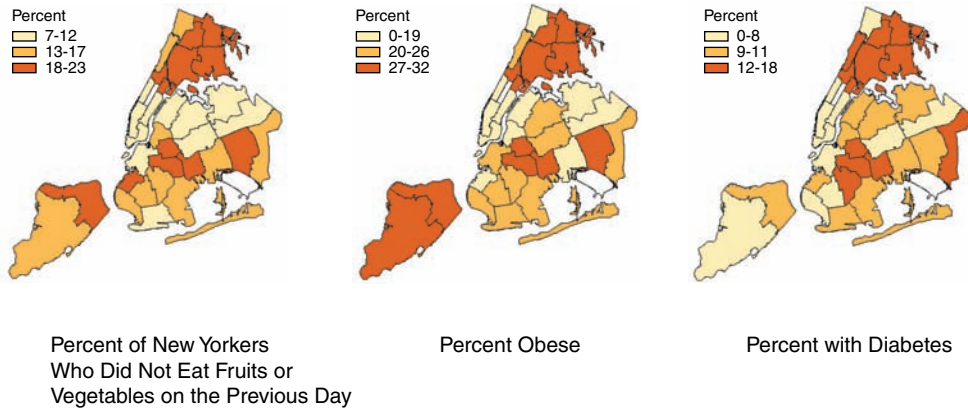 Percent
7-12
13-17
18-23
Percent
0-19
20-26
27-32
Percent
0-8
9-11
12-18
Percent of New Yorkers
Who Did Not Eat Fruits or
Vegetables on the Previous Day
Percent Obese
Percent with Diabetes